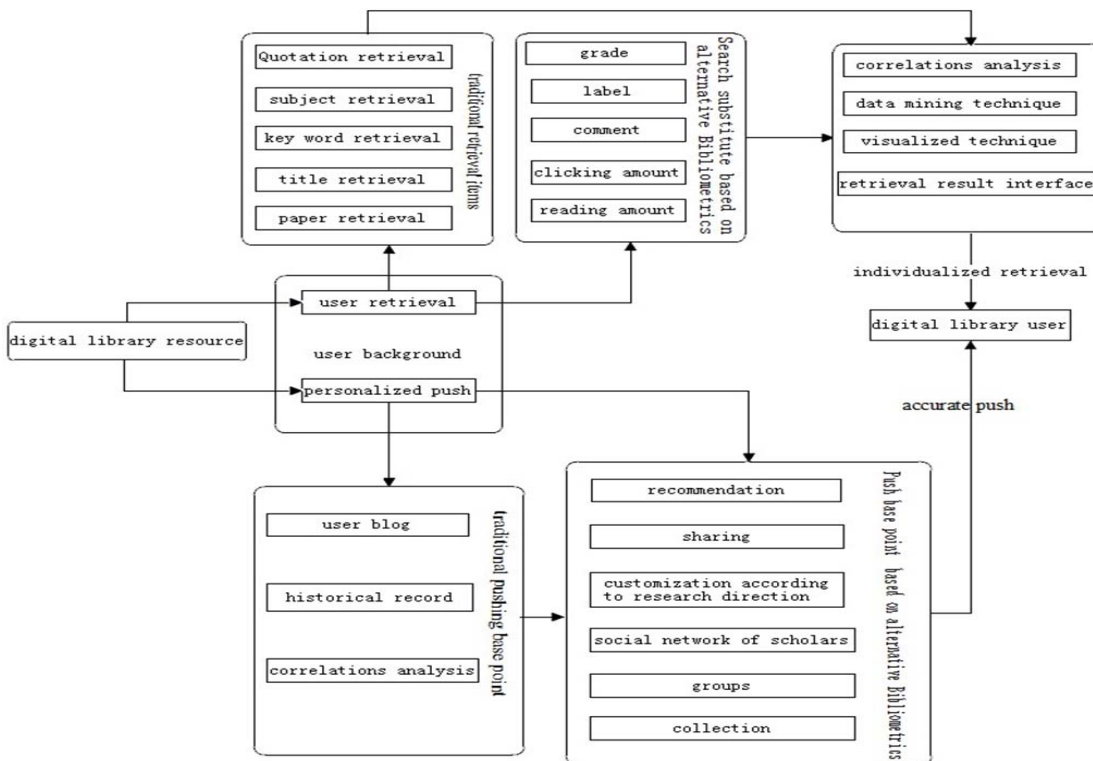 Quotation retrieval
subject retrieval
key word retrieval
title retrieval
paper retrieval
traditional retrieval items
grade
label
comment
clicking amount
reading amount
Search substitute based on
alternative Bibliometrics
correlations analysis
data mining technique
visualized technique
retrieval result interface
individualized retrieval
digital library user
accurate push
digital library resource
user retrieval
user background
personalized push
user blog
historical record
correlations analysis
traditional pushing base point
recommendation
sharing
customization according
to research direction
social network of scholars
groups
collection
Push base point based on alternative Bibliometrics